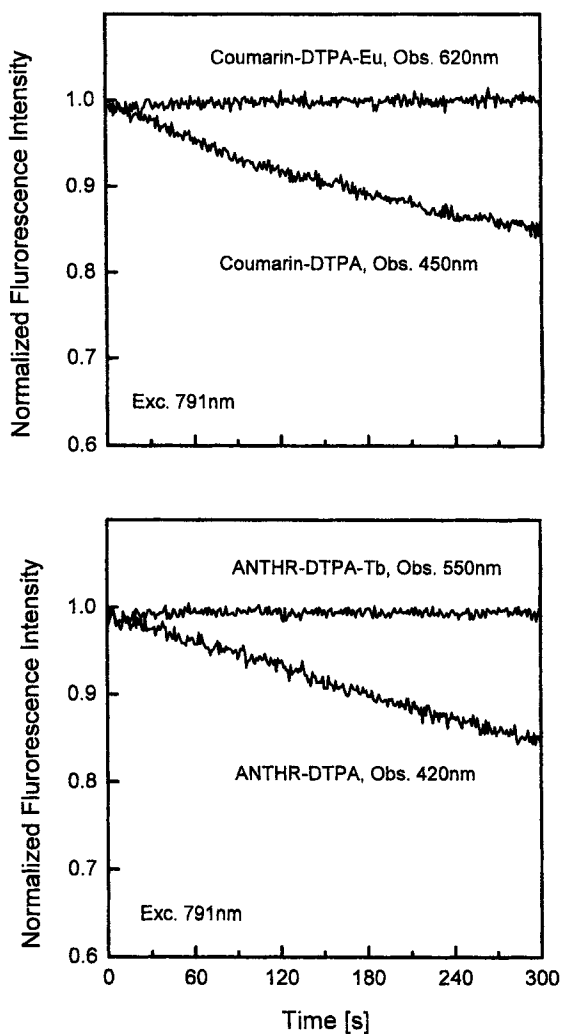 Normalized Flurorescence Intensity
1.0
0.9
0.8
0.7
0.6
Coumarin-DTPA-Eu, Obs. 620nm
Coumarin-DTPA, Obs. 450nm
Exc. 791nm
Normalized Flurorescence Intensity
1.0
0.9
0.8
0.7
0.6
ANTHR-DTPA-Tb, Obs. 550nm
ANTHR-DTPA, Obs. 420nm
Exc. 791nm
0 60 120 180 240 300
Time [s]